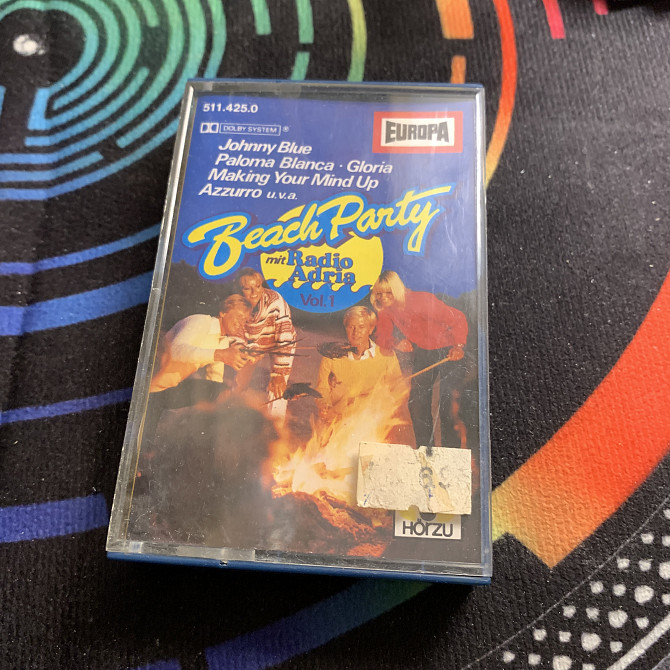 511.425.0
DOLBY SYSTEM ®
EUROPA
Johnny Blue
Paloma Blanca · Gloria
Making Your Mind Up
Azzurro u.v.a.
Beach Party
mit Radio
Adria
Vol. 1
HÖRZU